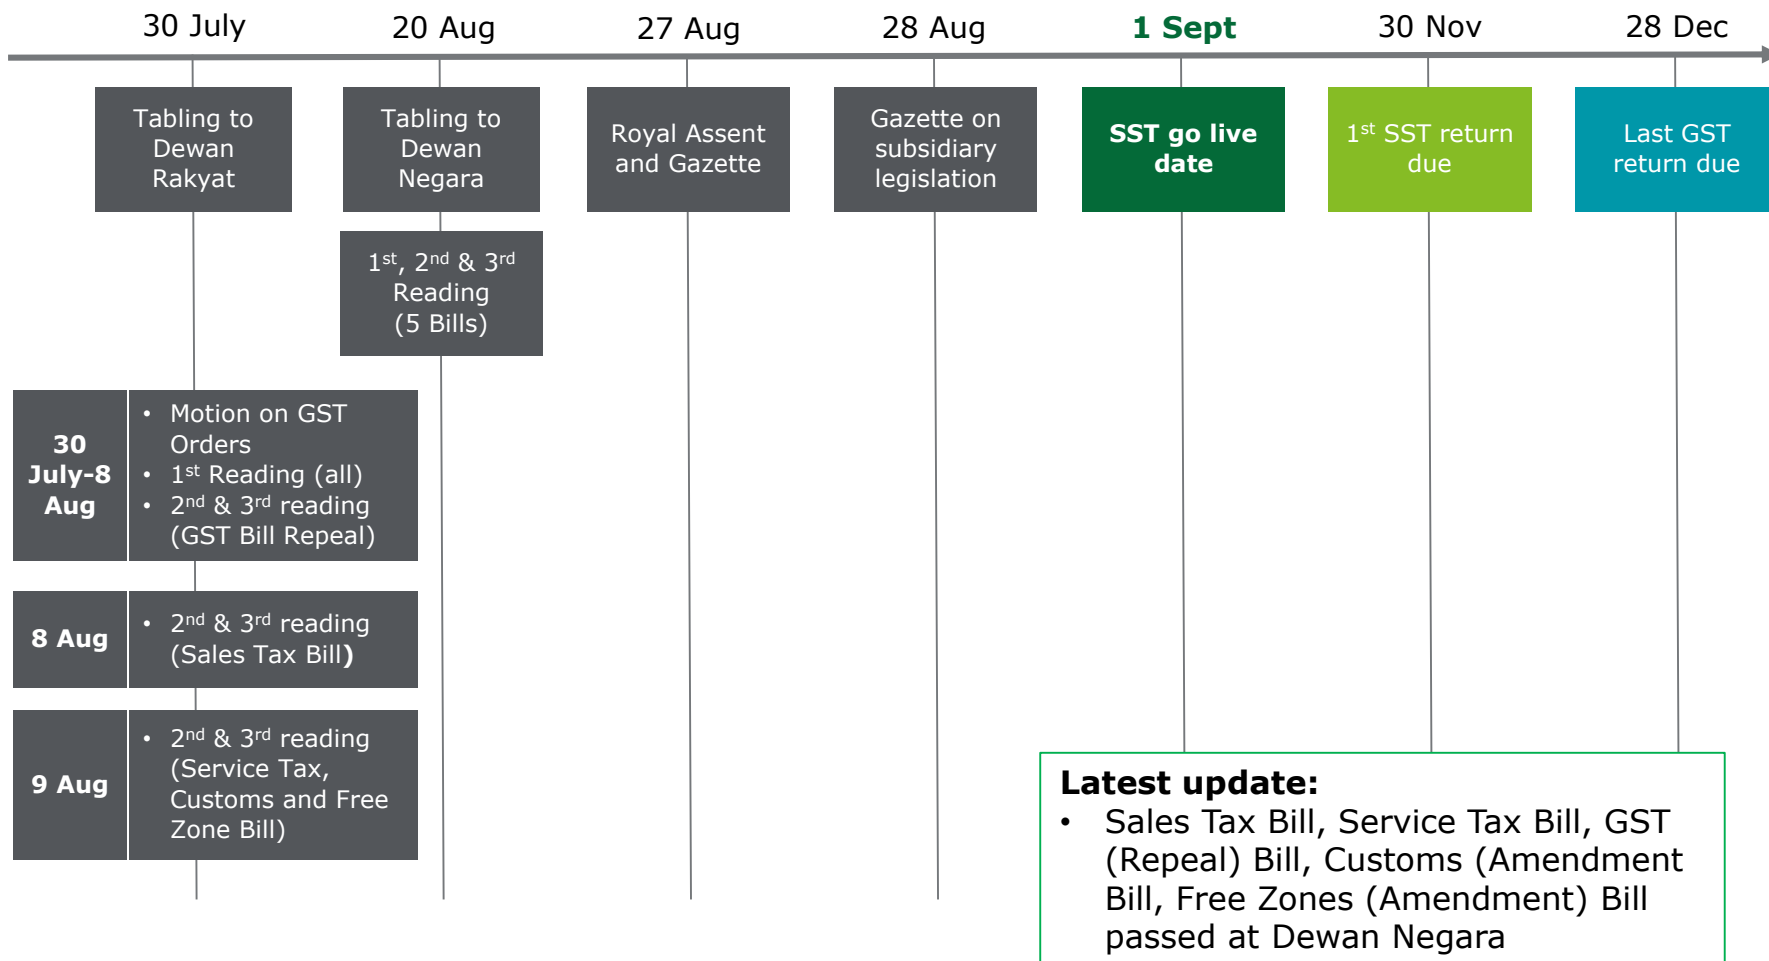 30 July
20 Aug
27 Aug
28 Aug
1 Sept
30 Nov
28 Dec
Tabling to
Dewan
Rakyat
Tabling to
Dewan
Negara
Royal Assent
and Gazette
Gazette on
subsidiary
legislation
SST go live
date
1st SST return
due
Last GST
return due
1st, 2nd & 3rd
Reading
(5 Bills)
30
July-8
Aug
• Motion on GST
Orders
• 1st Reading (all)
• 2nd & 3rd reading
(GST Bill Repeal)
8 Aug
• 2nd & 3rd reading
(Sales Tax Bill)
9 Aug
• 2nd & 3rd reading
(Service Tax,
Customs and Free
Zone Bill)
Latest update:
• Sales Tax Bill, Service Tax Bill, GST
(Repeal) Bill, Customs (Amendment
Bill, Free Zones (Amendment) Bill
passed at Dewan Negara